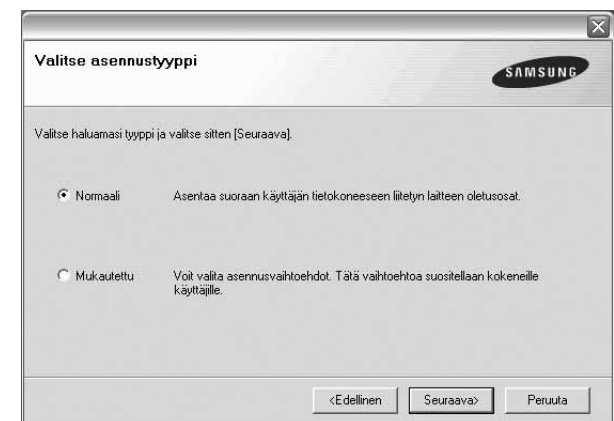 Valitse asennustyyppi
SAMSUNG
Valitse haluamasi tyyppi ja valitse sitten [Seuraava].
Normaali Asentaa suoraan käyttäjän tietokoneeseen liitetyn laitteen oletusosat.
Mukautettu Voit valita asennusvaihtoehdot. Tätä vaihtoehtoa suositellaan kokeneille
käyttäjille.
<Edellinen Seuraava> Peruuta